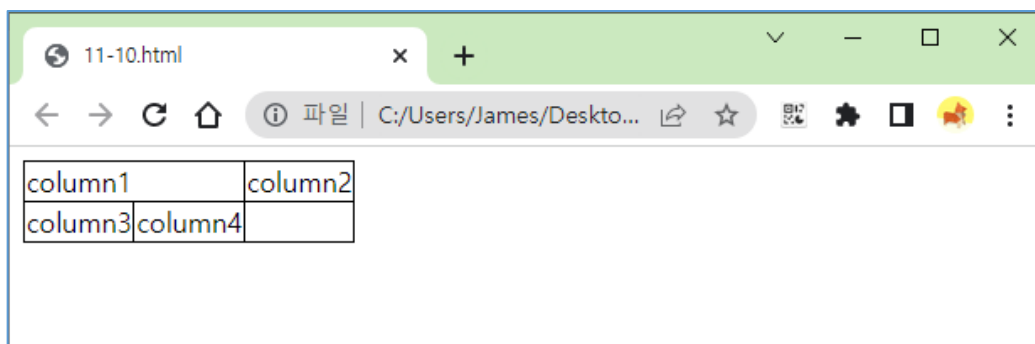 11-10.html
파일 C:/Users/James/Deskto...
column1 column2
column3 column4